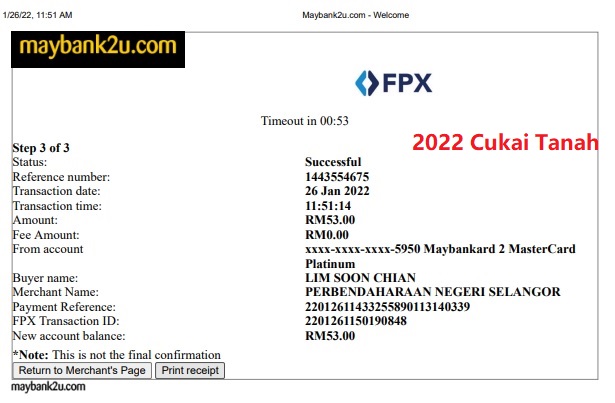 1/26/22, 11:51 AM Maybank2u.com - Welcome
maybank2u.com
FPX
Timeout in 00:53
2022 Cukai Tanah
Step 3 of 3
Status: Successful
Reference number: 1443554675
Transaction date: 26 Jan 2022
Transaction time: 11:51:14
Amount: RM53.00
Fee Amount: RM0.00
From account xxxx-xxxx-xxxx-5950 Maybankard 2 MasterCard
Platinum
Buyer name: LIM SOON CHIAN
Merchant Name: PERBENDAHARAAN NEGERI SELANGOR
Payment Reference: 22012611433255890113140339
FPX Transaction ID: 2201261150190848
New account balance: RM53.00
*Note: This is not the final confirmation
Return to Merchant's Page Print receipt
maybank2u.com